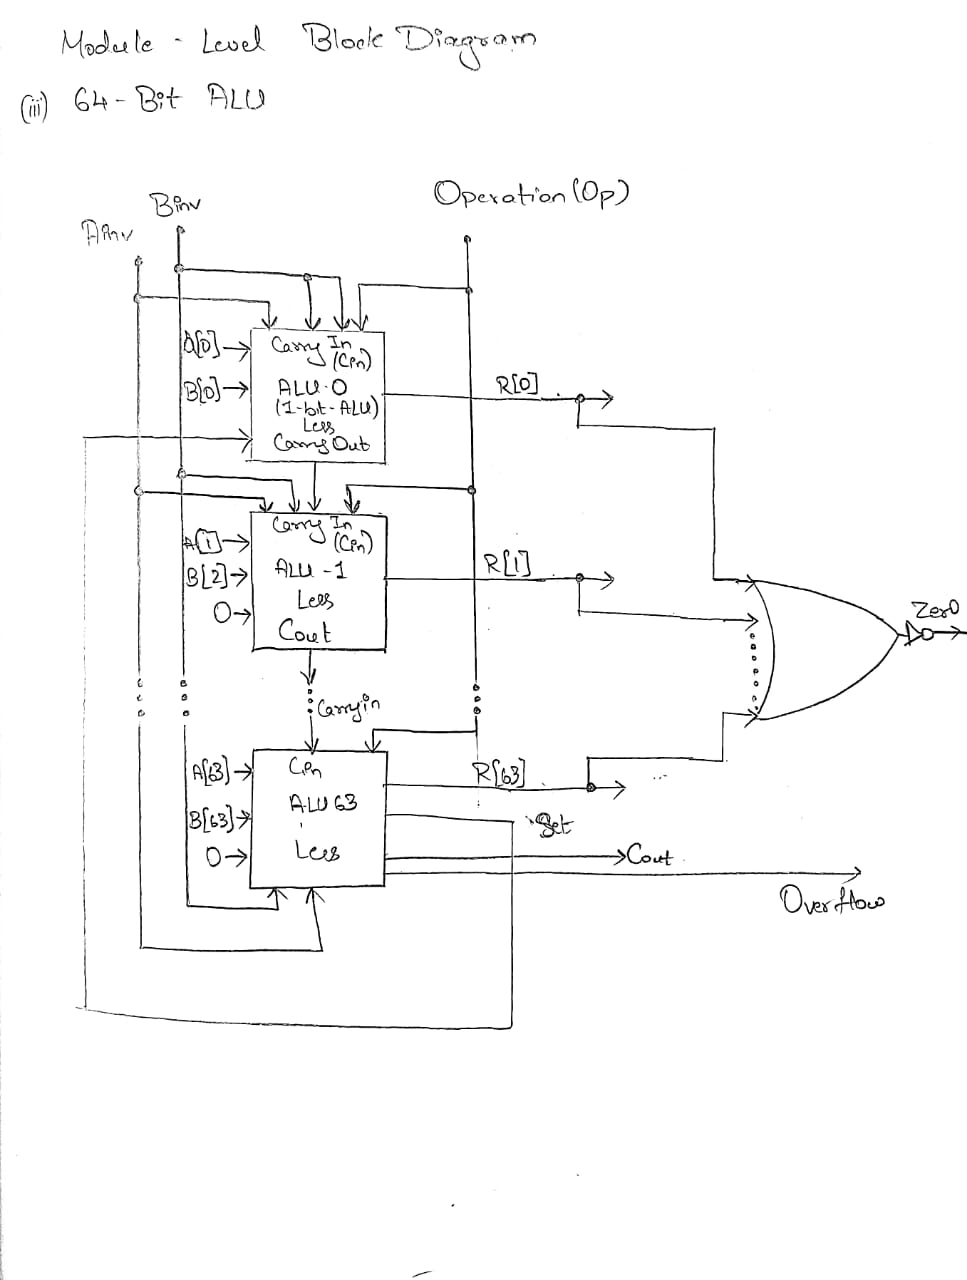 Module - Level Block Diagram
(iii) 64-Bit ALU
Operation (Op)
Binv
Ainv
A[0]
Carry In
(Cin)
B[0]
ALU-0
(1-bit-ALU)
Less
Carry Out
R[0]
A[1]
Carry In
(Cin)
B[2]
ALU-1
0
Less
Cout
R[1]
Zero
Carryin
A[63]
Cin
R[63]
...
B[63]
ALU63
Set
0
Less
Cout
Overflow